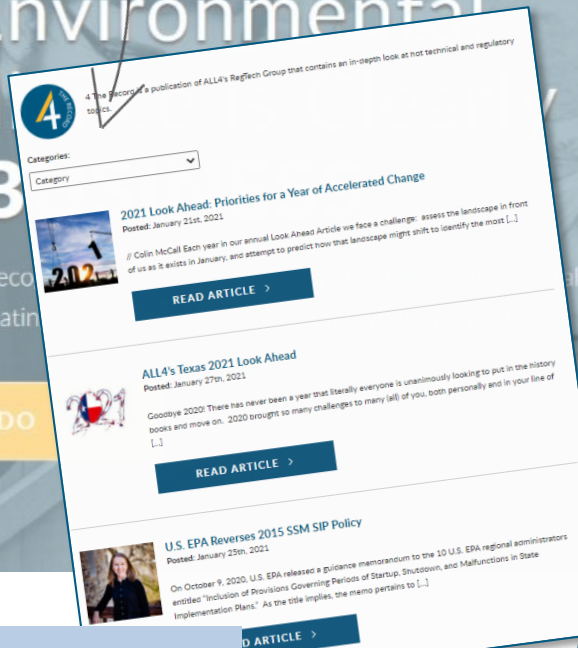 nvironmental
4 The Record is a publication of ALL4's RegTech Group that contains an in-depth look at hot technical and regulatory
topics.
4
THE RECORD
Categories:
Category
2021 Look Ahead: Priorities for a Year of Accelerated Change
Posted: January 21st, 2021
// Colin McCall Each year in our annual Look Ahead Article we face a challenge: assess the landscape in front
of us as it exists in January, and attempt to predict how that landscape might shift to identify the most [...]
READ ARTICLE >
ALL4's Texas 2021 Look Ahead
Posted: January 27th, 2021
Goodbye 2020! There has never been a year that literally everyone is unanimously looking to put in the history
books and move on. 2020 brought so many challenges to many (all) of you, both personally and in your line of
[...]
READ ARTICLE >
2021
U.S. EPA Reverses 2015 SSM SIP Policy
Posted: January 25th, 2021
On October 9, 2020, U.S. EPA released a guidance memorandum to the 10 U.S. EPA regional administrators
entitled "Inclusion of Provisions Governing Periods of Startup, Shutdown, and Malfunctions in State
Implementation Plans." As the title implies, the memo pertains to [...]
D ARTICLE >
B
eco
atin
DO
y
al